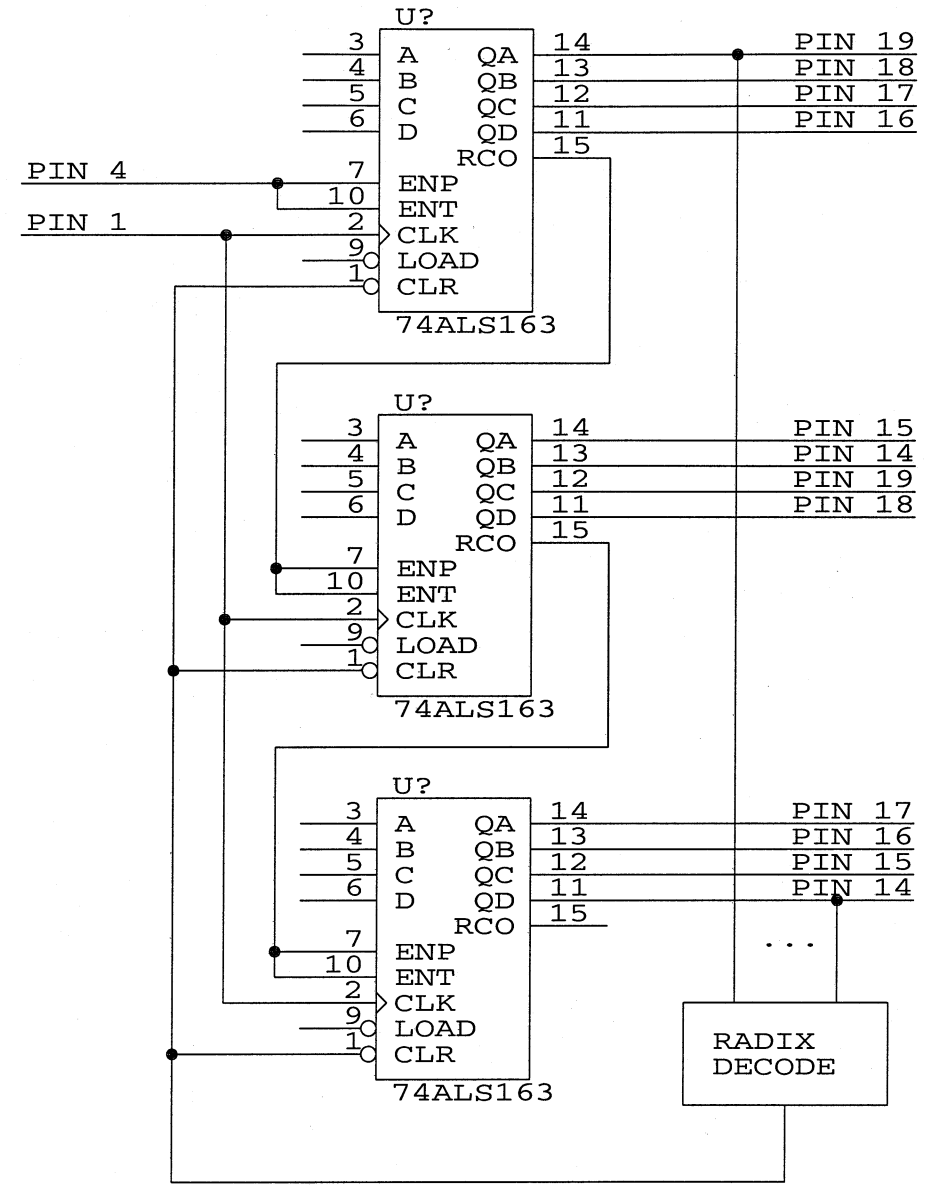 U?
3 A QA 14 PIN 19
4 B QB 13 PIN 18
5 C QC 12 PIN 17
6 D QD 11 PIN 16
RCO 15
PIN 4 7 ENP
10 ENT
PIN 1 2 CLK
9 LOAD
1 CLR
74ALS163
U?
3 A QA 14 PIN 15
4 B QB 13 PIN 14
5 C QC 12 PIN 19
6 D QD 11 PIN 18
RCO 15
7 ENP
10 ENT
2 CLK
9 LOAD
1 CLR
74ALS163
U?
3 A QA 14 PIN 17
4 B QB 13 PIN 16
5 C QC 12 PIN 15
6 D QD 11 PIN 14
RCO 15
7 ENP
...
10 ENT
2 CLK
9 LOAD
1 CLR
RADIX
DECODE
74ALS163